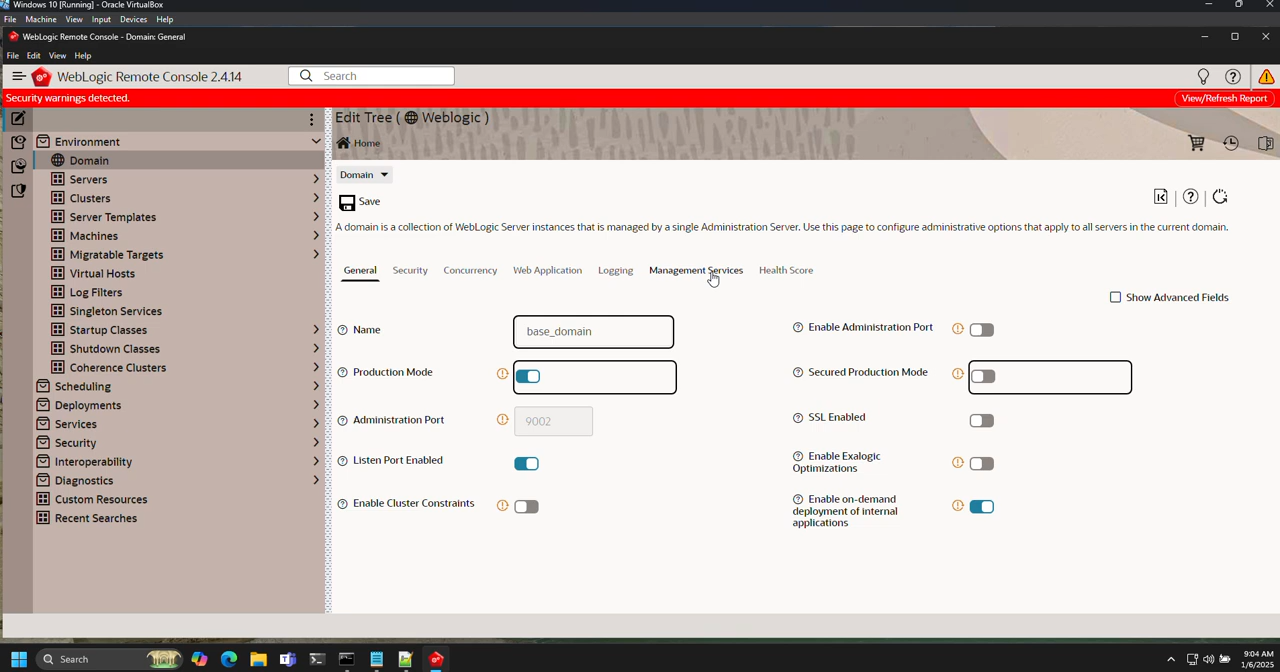 Windows 10 [Running] - Oracle VirtualBox
File Machine View Input Devices Help
WebLogic Remote Console - Domain: General
File Edit View Help
WebLogic Remote Console 2.4.14
Search
Security warnings detected.
View/Refresh Report
Edit Tree ( Weblogic )
Home
Environment
Domain
Servers
Clusters
Server Templates
Machines
Migratable Targets
Virtual Hosts
Log Filters
Singleton Services
Startup Classes
Shutdown Classes
Coherence Clusters
Scheduling
Deployments
Services
Security
Interoperability
Diagnostics
Custom Resources
Recent Searches
Domain
Save
A domain is a collection of WebLogic Server instances that is managed by a single Administration Server. Use this page to configure administrative options that apply to all servers in the current domain.
General Security Concurrency Web Application Logging Management Services Health Score
Show Advanced Fields
Name
base_domain
Enable Administration Port
Production Mode
Secured Production Mode
Administration Port
9002
SSL Enabled
Listen Port Enabled
Enable Exalogic
Optimizations
Enable Cluster Constraints
Enable on-demand
deployment of internal
applications
Search
9:04 AM
1/6/2025